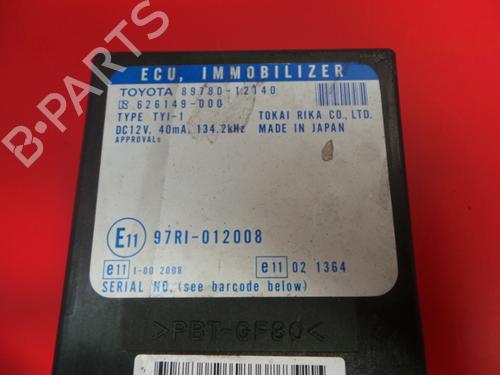 ECU, IMMOBILIZER
TOYOTA 89780-12140
626149-000
TYPE TYI-1 TOKAI RIKA CO., LTD.
DC12V, 40mA, 134.2kHz MADE IN JAPAN
APPROVALs
E11 97RI-012008
e11 1-00 2008 e11 02 1364
SERIAL NO. (see barcode below)
>PBT-GF30<
B-PARTS